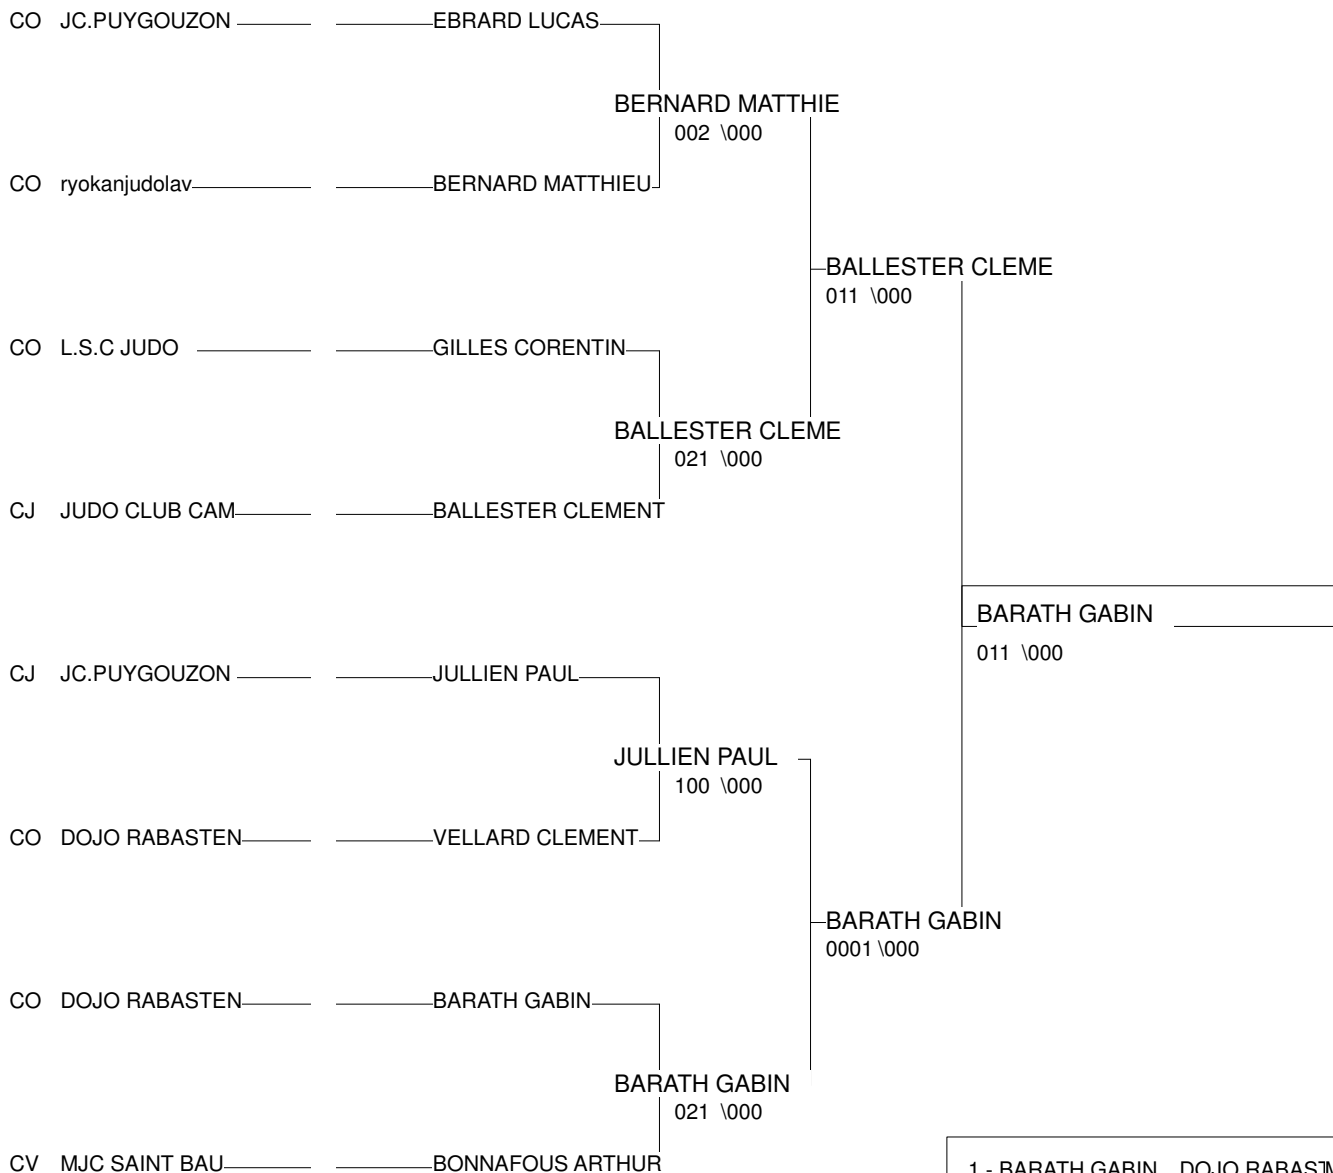 CO JC.PUYGOUZON EBRARD LUCAS
BERNARD MATTHIE
002 \000
CO ryokanjudolav BERNARD MATTHIEU
BALLESTER CLEME
011 \000
CO L.S.C JUDO GILLES CORENTIN
BALLESTER CLEME
021 \000
CJ JUDO CLUB CAM BALLESTER CLEMENT
BARATH GABIN
011 \000
CJ JC.PUYGOUZON JULLIEN PAUL
JULLIEN PAUL
100 \000
CO DOJO RABASTEN VELLARD CLEMENT
BARATH GABIN
0001 \000
CO DOJO RABASTEN BARATH GABIN
BARATH GABIN
021 \000
CV MJC SAINT BAU BONNAFOUS ARTHUR
1 - BARATH GABIN DOJO